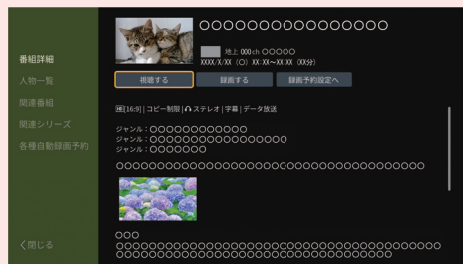 ○○○○○○○○○○○○○○○
地上 000ch ○○○○○
XXXX/X/XX（○）XX:XX～XX:XX（XX分）
番組詳細
人物一覧
関連番組
関連シリーズ
各種自動録画予約
視聴する 録画する 録画予約設定へ
HD[16:9]|コピー制限|ステレオ|字幕|データ放送
ジャンル：○○○○○○○○○○○○
ジャンル：○○○○○○○○○○○○○○○○○
ジャンル：○○○○○○○
○○○○○○○○○○○○○○○○○○○○○○○○○○○○○○○○○○○○○○○
○○○
○○○○○○○○○○○○○○○○○○○○○○○○○○○○○○○○○○○○○○○○○
○○○○○○○○○○○○○○○○○○○○○○○○○○○○○○○○○○○
＜閉じる